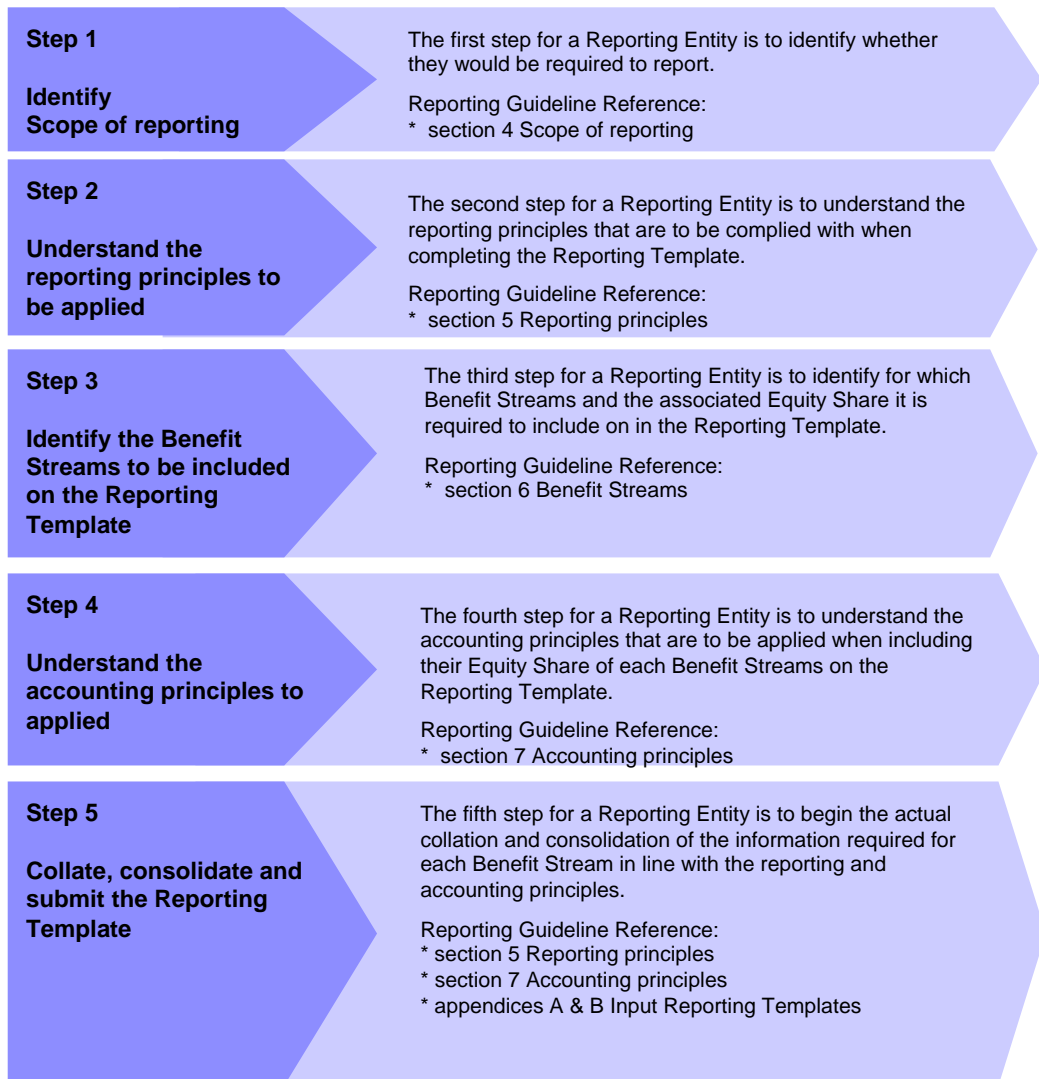 Step 1
Identify
Scope of reporting
The first step for a Reporting Entity is to identify whether
they would be required to report.
Reporting Guideline Reference:
* section 4 Scope of reporting
Step 2
Understand the
reporting principles to
be applied
The second step for a Reporting Entity is to understand the
reporting principles that are to be complied with when
completing the Reporting Template.
Reporting Guideline Reference:
* section 5 Reporting principles
Step 3
Identify the Benefit
Streams to be included
on the Reporting
Template
The third step for a Reporting Entity is to identify for which
Benefit Streams and the associated Equity Share it is
required to include on in the Reporting Template.
Reporting Guideline Reference:
* section 6 Benefit Streams
Step 4
Understand the
accounting principles to
applied
The fourth step for a Reporting Entity is to understand the
accounting principles that are to be applied when including
their Equity Share of each Benefit Streams on the
Reporting Template.
Reporting Guideline Reference:
* section 7 Accounting principles
Step 5
Collate, consolidate and
submit the Reporting
Template
The fifth step for a Reporting Entity is to begin the actual
collation and consolidation of the information required for
each Benefit Stream in line with the reporting and
accounting principles.
Reporting Guideline Reference:
* section 5 Reporting principles
* section 7 Accounting principles
* appendices A & B Input Reporting Templates